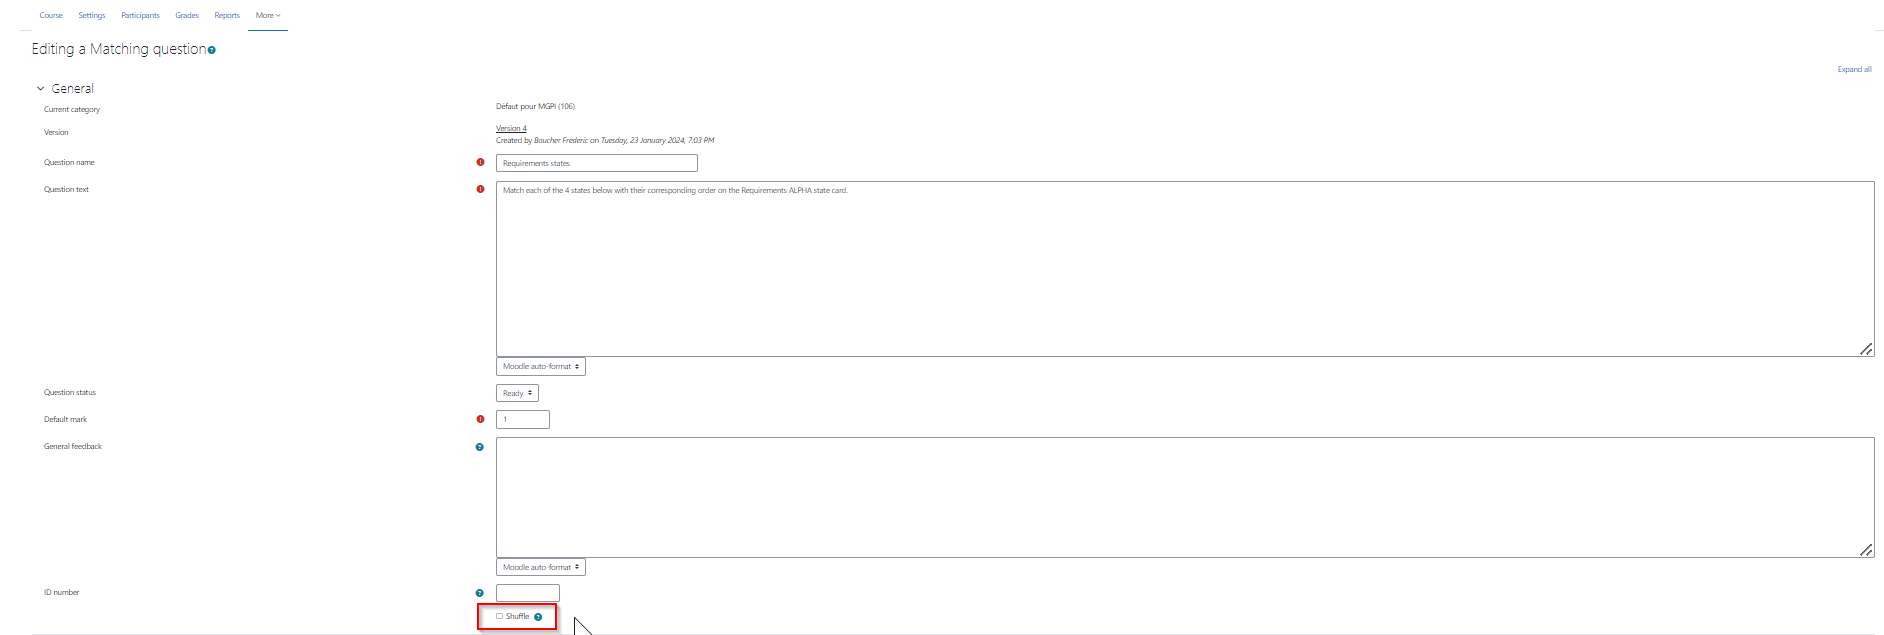 Course Settings Participants Grades Reports More
Editing a Matching question
Expand all
General
Current category Défaut pour MGPI (106)
Version Version 4
Created by Baucher Frederic on Tuesday, 23 January 2024, 7:03 PM
Question name Requirements states
Question text Match each of the 4 states below with their corresponding order on the Requirements ALPHA state card.
Moodle auto-format
Question status Ready
Default mark 1
General feedback
Moodle auto-format
ID number
Shuffle